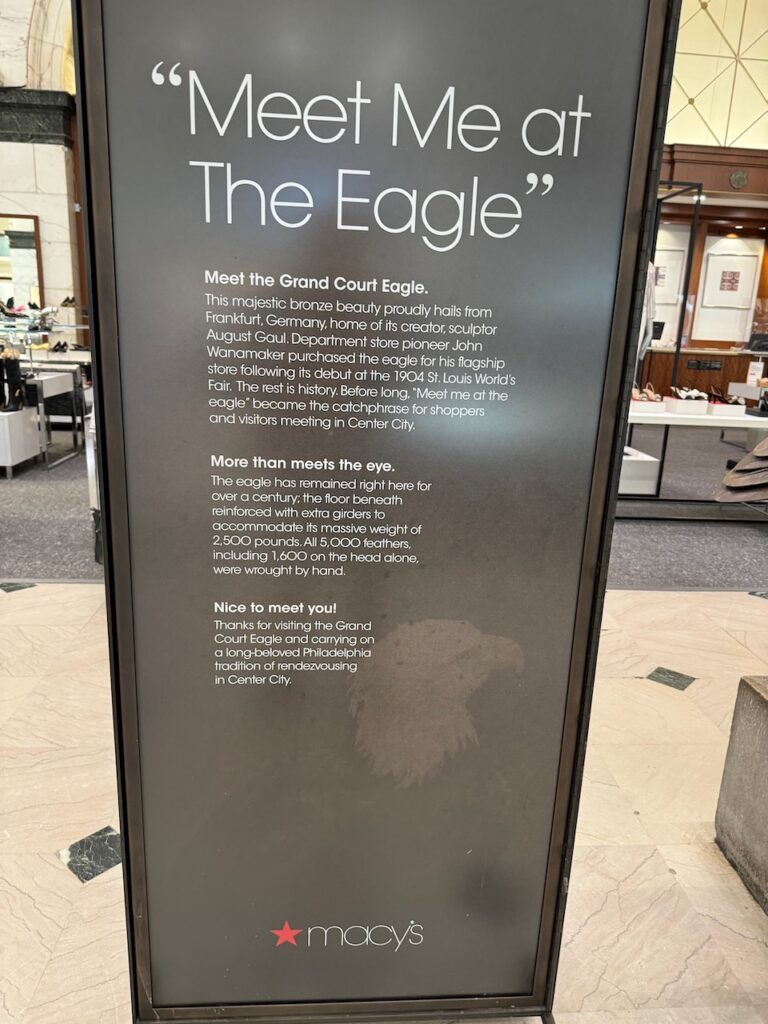 “Meet Me at
The Eagle”
Meet the Grand Court Eagle.
This majestic bronze beauty proudly hails from
Frankfurt, Germany, home of its creator, sculptor
August Gaul. Department store pioneer John
Wanamaker purchased the eagle for his flagship
store following its debut at the 1904 St. Louis World’s
Fair. The rest is history. Before long, “Meet me at the
eagle” became the catchphrase for shoppers
and visitors meeting in Center City.
More than meets the eye.
The eagle has remained right here for
over a century; the floor beneath
reinforced with extra girders to
accommodate its massive weight of
2,500 pounds. All 5,000 feathers,
including 1,600 on the head alone,
were wrought by hand.
Nice to meet you!
Thanks for visiting the Grand
Court Eagle and carrying on
a long-beloved Philadelphia
tradition of rendezvousing
in Center City.
macy’s